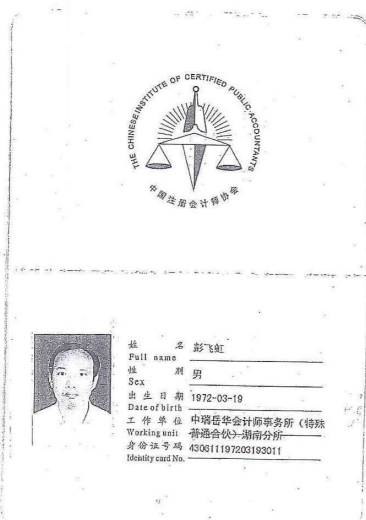 THE CHINESE INSTITUTE OF CERTIFIED PUBLIC ACCOUNTANTS
中国注册会计师协会
姓 名 彭飞虹
Full name
性 别 男
Sex
出生日期 1972-03-19
Date of birth
工作单位 中瑞岳华会计师事务所（特殊
Working unit 普通合伙）湖南分所
身份证号码 430611197203193011
Identity card No.